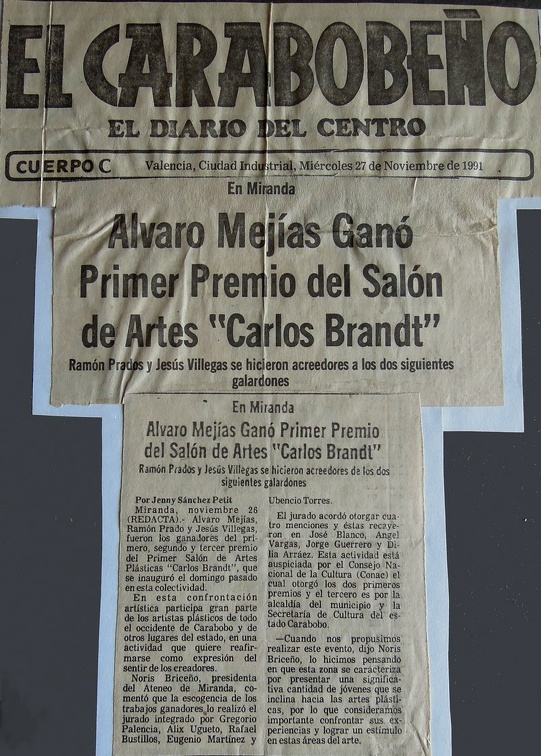 EL CARABOBEÑO
EL DIARIO DEL CENTRO
CUERPO C
Valencia, Ciudad Industrial, Miércoles 27 de Noviembre de 1991
En Miranda
Alvaro Mejías Ganó
Primer Premio del Salón
de Artes "Carlos Brandt"
Ramón Prados y Jesús Villegas se hicieron acreedores a los dos siguientes
galardones
En Miranda
Alvaro Mejías Ganó Primer Premio
del Salón de Artes "Carlos Brandt"
Ramón Prados y Jesús Villegas se hicieron acreedores de los dos
siguientes galardones
Por Jenny Sánchez Petit
Miranda, noviembre 26
(REDACTA).- Alvaro Mejías,
Ramón Prado y Jesús Villegas,
fueron los ganadores del pri-
mero, segundo y tercer premio
del Primer Salón de Artes
Plásticas "Carlos Brandt", que
se inauguró el domingo pasado
en esta colectividad.
En esta confrontación
artística participa gran parte
de los artistas plásticos de todo
el occidente de Carabobo y de
otros lugares del estado, en una
actividad que quiere reafir-
marse como expresión del
sentir de los creadores.
Noris Briceño, presidenta
del Ateneo de Miranda, co-
mentó que la escogencia de los
trabajos ganadores lo realizó el
jurado integrado por Gregorio
Palencia, Alix Ugueto, Rafael
Bustillos, Eugenio Martínez y
Ubencio Torres.
El jurado acordó otorgar cua
tro menciones y éstas recaye-
ron en José Blanco, Angel
Vargas, Jorge Guerrero y Di-
lia Arráez. Esta actividad está
auspiciada por el Consejo Na-
cional de la Cultura (Conac) el
cual otorgó los dos primeros
premios y el tercero es por la
alcaldía del municipio y la
Secretaría de Cultura del es-
tado Carabobo.
—Cuando nos propusimos
realizar este evento, dijo Noris
Briceño, lo hicimos pensando
en que esta zona se caracteriza
por presentar una significa-
tiva cantidad de jóvenes que se
inclina hacia las artes plásti-
cas, por lo que consideramos
importante confrontar sus ex-
periencias y lograr un estímulo
en estas áreas del arte.